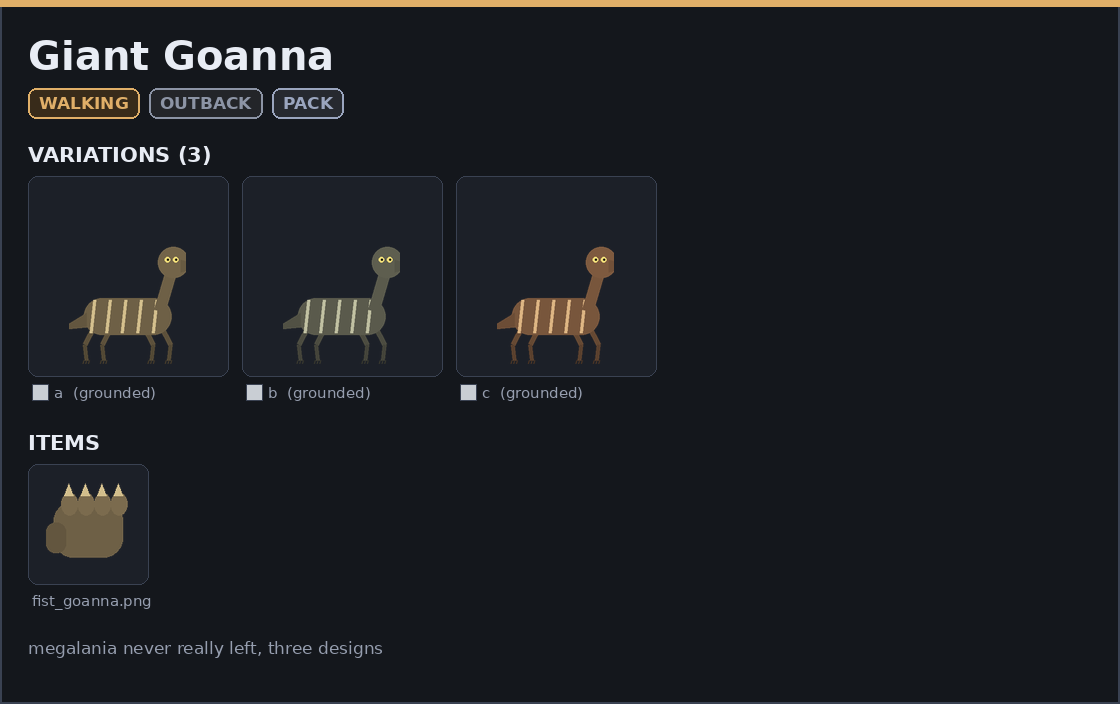 Giant Goanna
WALKING OUTBACK PACK
VARIATIONS (3)
a (grounded) b (grounded) c (grounded)
ITEMS
fist_goanna.png
megalania never really left, three designs